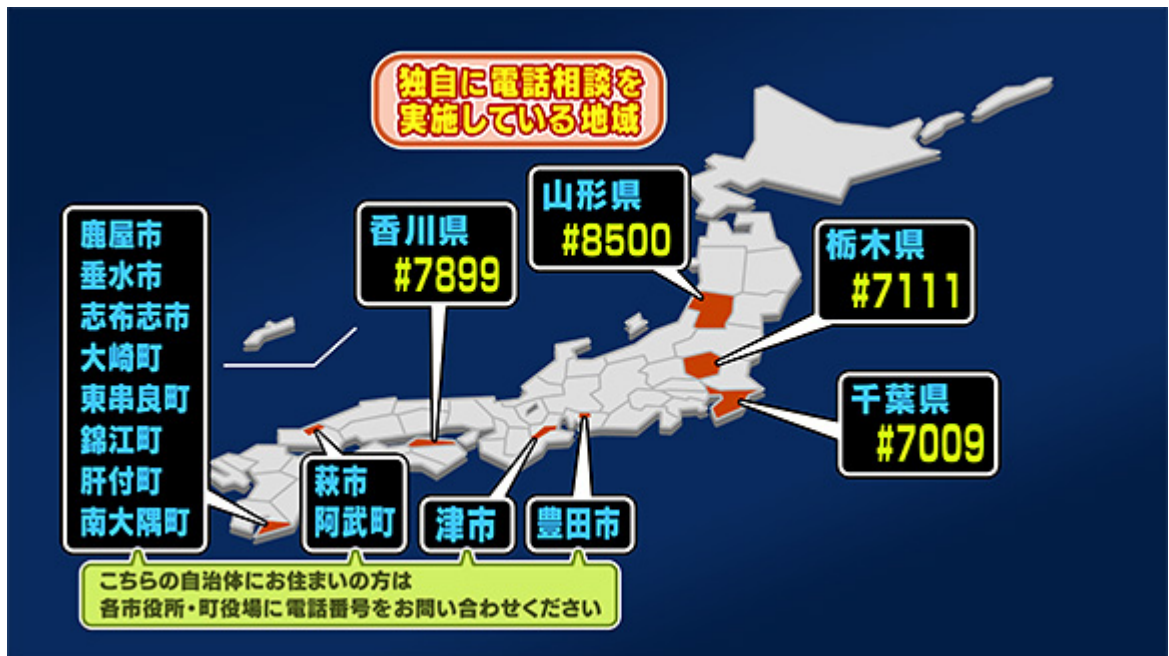 独自に電話相談を
実施している地域
山形県
#8500
香川県
#7899
栃木県
#7111
千葉県
#7009
鹿屋市
垂水市
志布志市
大崎町
東串良町
錦江町
肝付町
南大隅町
萩市
阿武町
津市
豊田市
こちらの自治体にお住まいの方は
各市役所・町役場に電話番号をお問い合わせください